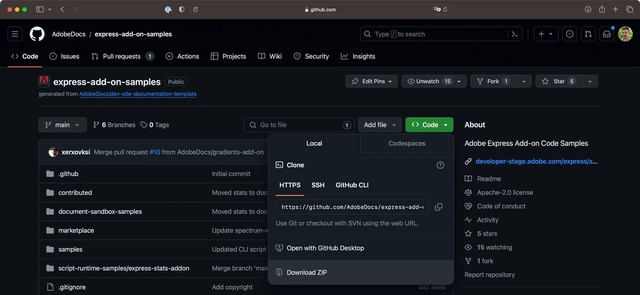 github.com
AdobeDocs / express-add-on-samples
Type / to search
Code
Issues
Pull requests 1
Actions
Projects
Wiki
Security
Insights
express-add-on-samples Public
generated from AdobeDocs/dev-site-documentation-template
Edit Pins
Unwatch 15
Fork 1
Star 5
main
6 Branches
0 Tags
Go to file t
Add file
Code
xerxovksi Merge pull request #10 from AdobeDocs/gradients-add-on
.github Initial commit
contributed Moved stats to doc
document-sandbox-samples Moved stats to doc
marketplace Update spectrum-
samples Updated CLI script
script-runtime-samples/express-stats-addon Merge branch 'main
.gitignore Add copyright last week
Local
Codespaces
Clone
HTTPS SSH GitHub CLI
https://github.com/AdobeDocs/express-add-
Use Git or checkout with SVN using the web URL.
Open with GitHub Desktop
Download ZIP
About
Adobe Express Add-on Code Samples
developer-stage.adobe.com/express/a...
Readme
Apache-2.0 license
Code of conduct
Activity
5 stars
15 watching
1 fork
Report repository